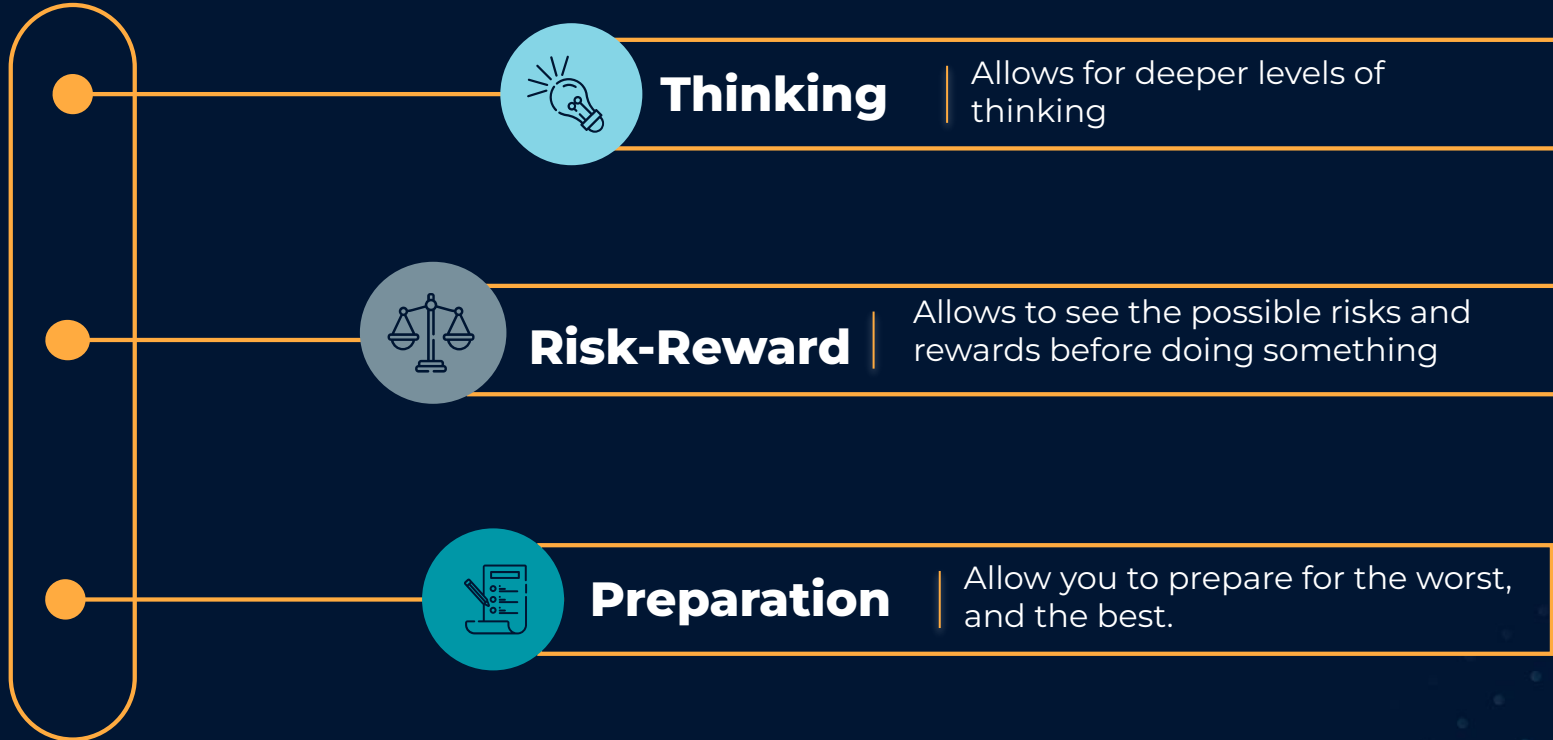 Thinking
Allows for deeper levels of
thinking
Risk-Reward
Allows to see the possible risks and
rewards before doing something
Preparation
Allow you to prepare for the worst,
and the best.